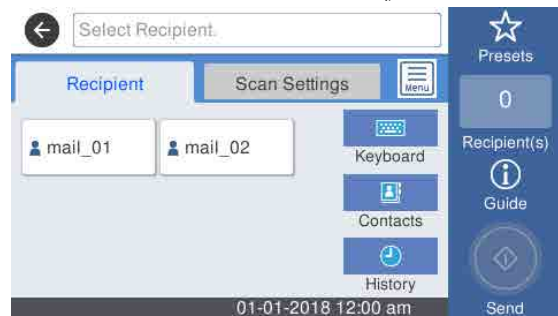 Select Recipient.
Presets
Recipient
Scan Settings
Menu
0
Recipient(s)
mail_01
mail_02
Keyboard
Guide
Contacts
History
01-01-2018 12:00 am
Send